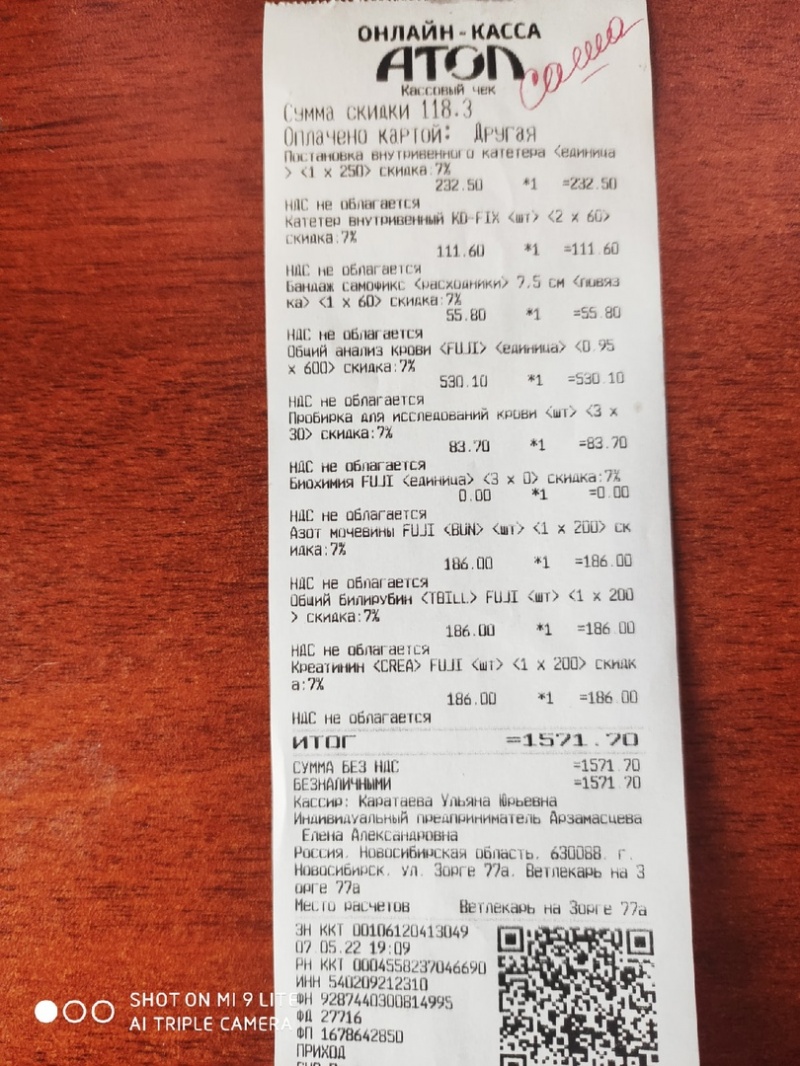 ОНЛАЙН-КАССА
АТОЛ
Саша
Кассовый чек
Сумма скидки 118.3
Оплачено картой: Другая
Постановка внутривенного катетера <единица
> <1 x 250> скидка:7%
232.50 *1 =232.50
НДС не облагается
Катетер внутривенный KD-FIX <шт> <2 x 60>
скидка:7%
111.60 *1 =111.60
НДС не облагается
Бандаж самофикс <расходники> 7.5 см <повяз
ка> <1 x 60> скидка:7%
55.80 *1 =55.80
НДС не облагается
Общий анализ крови <FUJI> <единица> <0.95
x 600> скидка:7%
530.10 *1 =530.10
НДС не облагается
Пробирка для исследований крови <шт> <3 x
30> скидка:7%
83.70 *1 =83.70
НДС не облагается
Биохимия FUJI <единица> <3 x 0> скидка:7%
0.00 *1 =0.00
НДС не облагается
Азот мочевины FUJI <BUN> <шт> <1 x 200> ск
идка:7%
186.00 *1 =186.00
НДС не облагается
Общий билирубин <TBILL> FUJI <шт> <1 x 200
> скидка:7%
186.00 *1 =186.00
НДС не облагается
Креатинин <CREA> FUJI <шт> <1 x 200> скидк
а:7%
186.00 *1 =186.00
НДС не облагается
ИТОГ =1571.70
СУММА БЕЗ НДС =1571.70
БЕЗНАЛИЧНЫМИ =1571.70
Кассир: Каратаева Ульяна Юрьевна
Индивидуальный предприниматель Арзамасцева
Елена Александровна
Россия, Новосибирская область, 630088, г.
Новосибирск, ул. Зорге 77а, Ветлекарь на З
орге 77а
Место расчетов Ветлекарь на Зорге 77а
ЗН ККТ 00106120413049
07.05.22 19:09
РН ККТ 0004558237046690
ИНН 540209212310
ФН 9287440300814995
ФД 27716
ФП 1678642850
ПРИХОД
SHOT ON MI 9 LITE
AI TRIPLE CAMERA